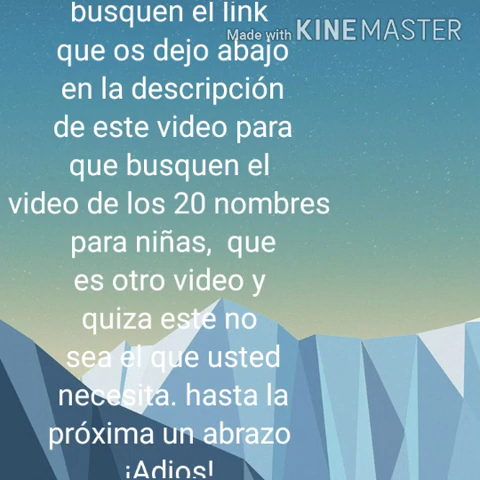 busquen el link
Made with KINEMASTER
que os dejo abajo
en la descripción
de este video para
que busquen el
video de los 20 nombres
para niñas, que
es otro video y
quiza este no
sea el que usted
necesita. hasta la
próxima un abrazo
¡Adios!